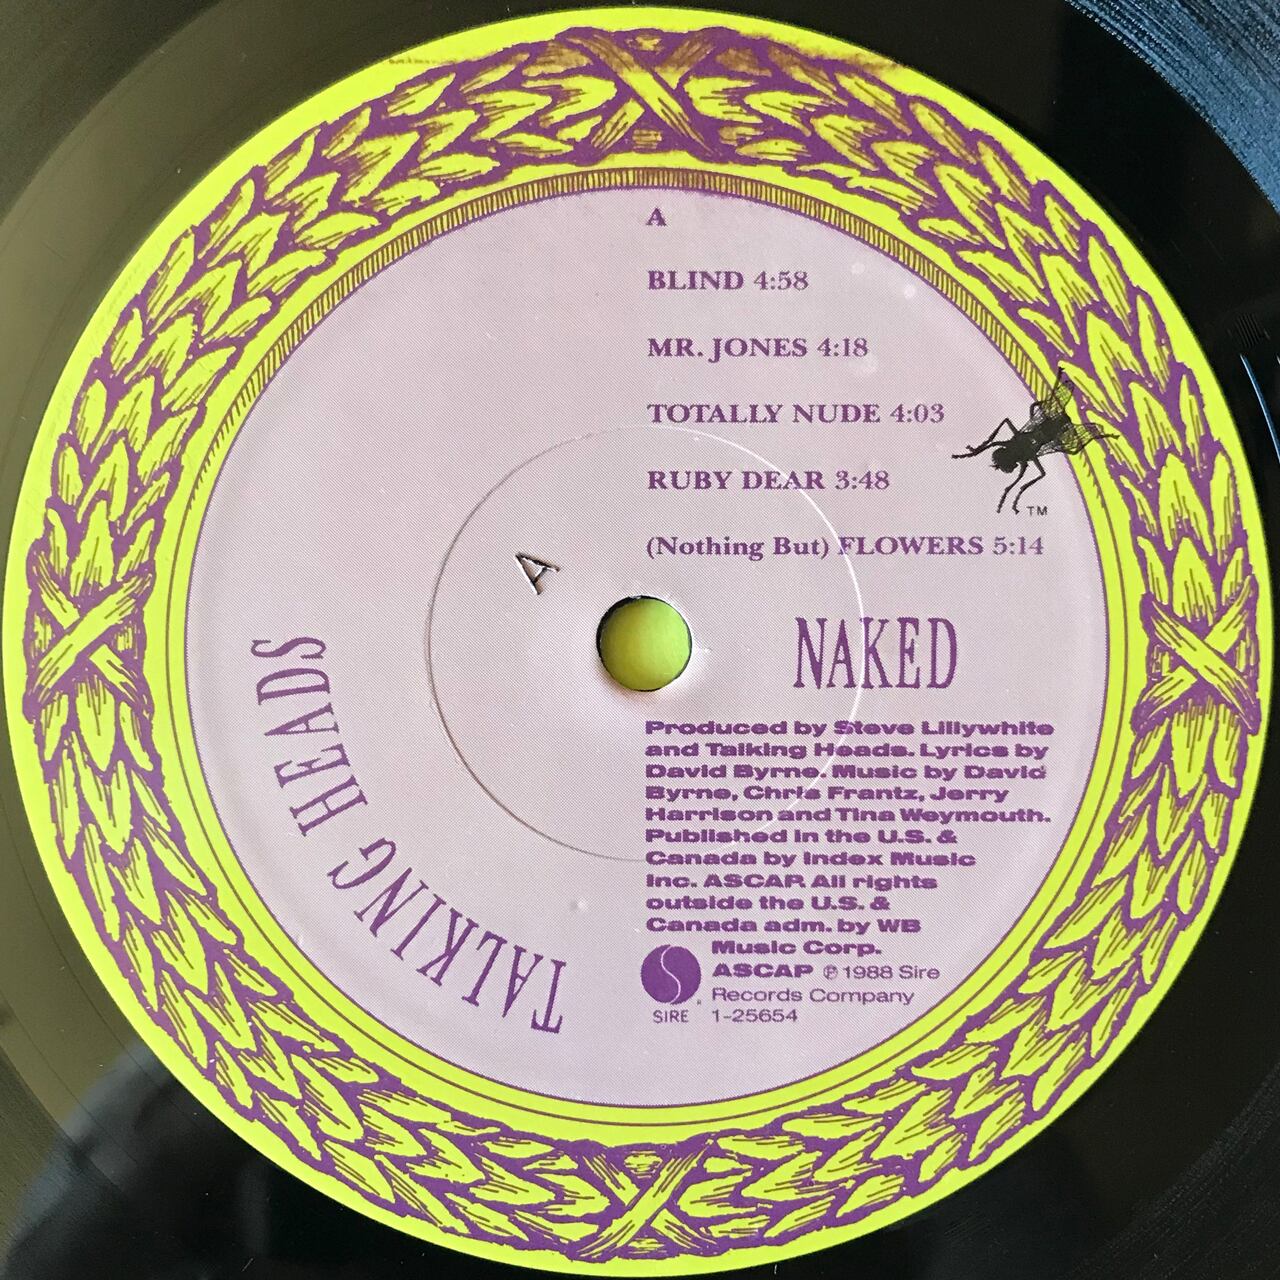 A
BLIND 4:58
MR. JONES 4:18
TOTALLY NUDE 4:03
RUBY DEAR 3:48
TM
(Nothing But) FLOWERS 5:14
A
NAKED
TALKING HEADS
Produced by Steve Lillywhite
and Talking Heads. Lyrics by
David Byrne. Music by David
Byrne, Chris Frantz, Jerry
Harrison and Tina Weymouth.
Published in the U.S. &
Canada by Index Music
Inc. ASCAP. All rights
outside the U.S. &
Canada adm. by WB
Music Corp.
ASCAP ℗ 1988 Sire
Records Company
SIRE 1-25654